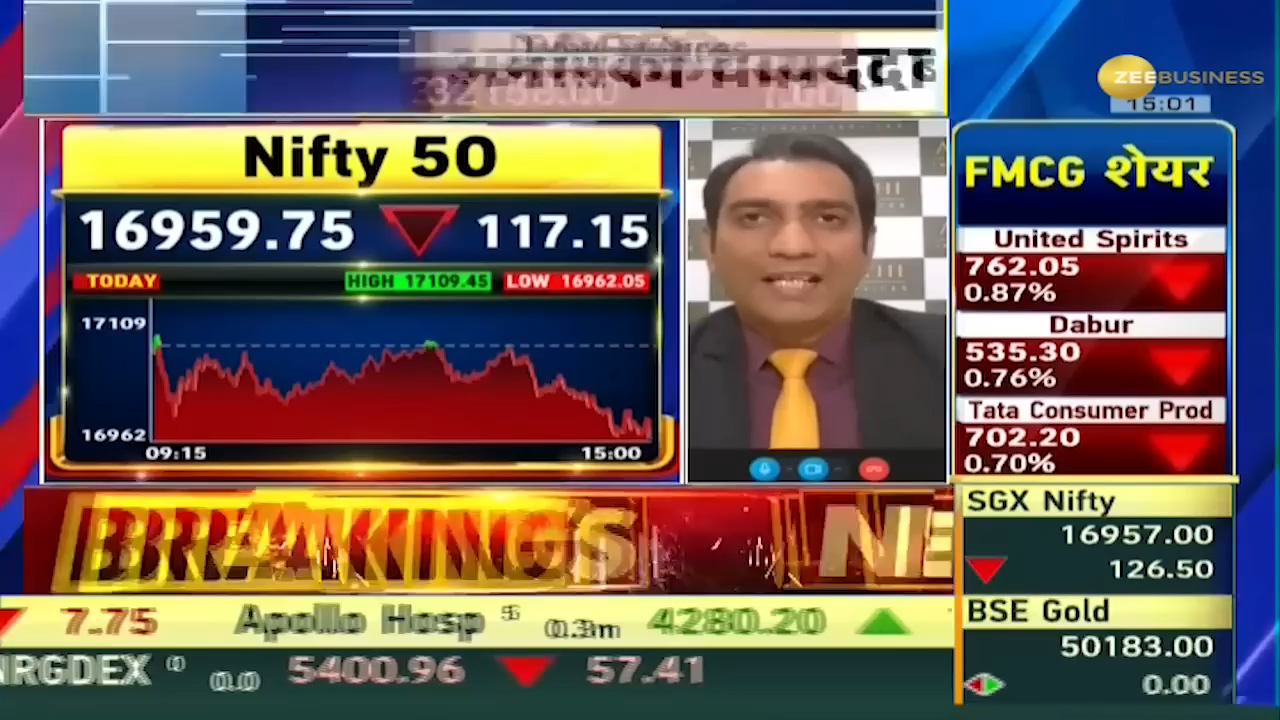 ZEEBUSINESS
15:01
Nifty 50
16959.75 117.15
TODAY HIGH 17109.45 LOW 16962.05
17109
16962
09:15 15:00
FMCG शेयर
United Spirits
762.05
0.87%
Dabur
535.30
0.76%
Tata Consumer Prod
702.20
0.70%
SGX Nifty
16957.00
126.50
BSE Gold
50183.00
0.00
BREAKING
7.75 Apollo Hosp 4280.20
NRGDEX 5400.96 57.41